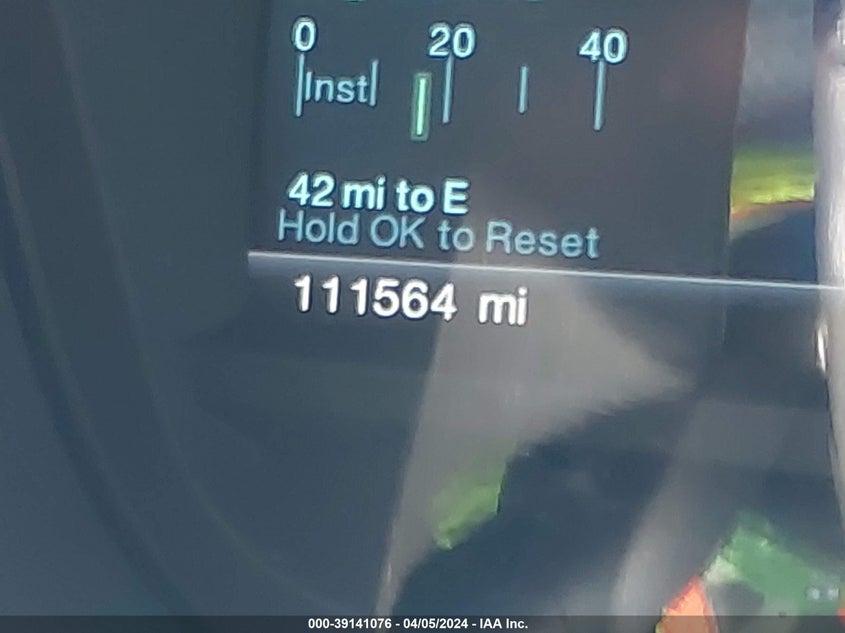 0 20 40
Inst
42 mi to E
Hold OK to Reset
111564 mi
000-39141076 - 04/05/2024 - IAA Inc.